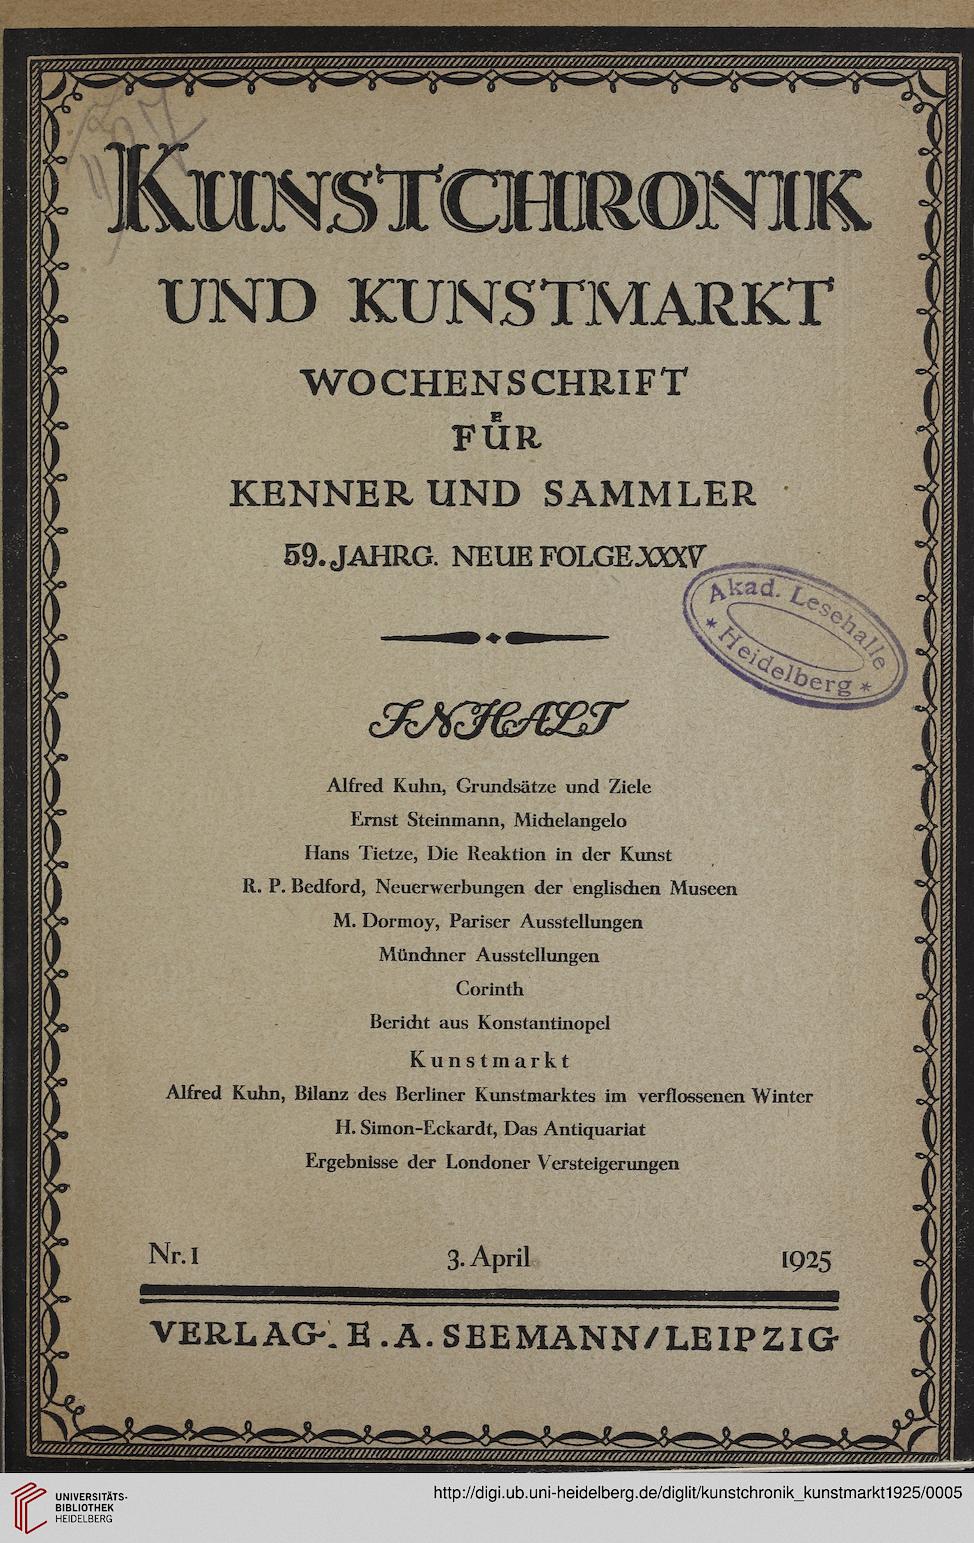 KUNSTCHRONIK
UND KUNSTMARKT
WOCHENSCHRIFT
FÜR
KENNER UND SAMMLER
59. JAHRG. NEUE FOLGE XXXV
Akad. Lesehalle
* Heidelberg *
INHALT
Alfred Kuhn, Grundsätze und Ziele
Ernst Steinmann, Michelangelo
Hans Tietze, Die Reaktion in der Kunst
R. P. Bedford, Neuerwerbungen der englischen Museen
M. Dormoy, Pariser Ausstellungen
Münchner Ausstellungen
Corinth
Bericht aus Konstantinopel
Kunstmarkt
Alfred Kuhn, Bilanz des Berliner Kunstmarktes im verflossenen Winter
H. Simon-Eckardt, Das Antiquariat
Ergebnisse der Londoner Versteigerungen
Nr. 1 3. April 1925
VERLAG. E. A. SEEMANN/LEIPZIG
UNIVERSITÄTS-
BIBLIOTHEK
HEIDELBERG
http://digi.ub.uni-heidelberg.de/diglit/kunstchronik_kunstmarkt1925/0005